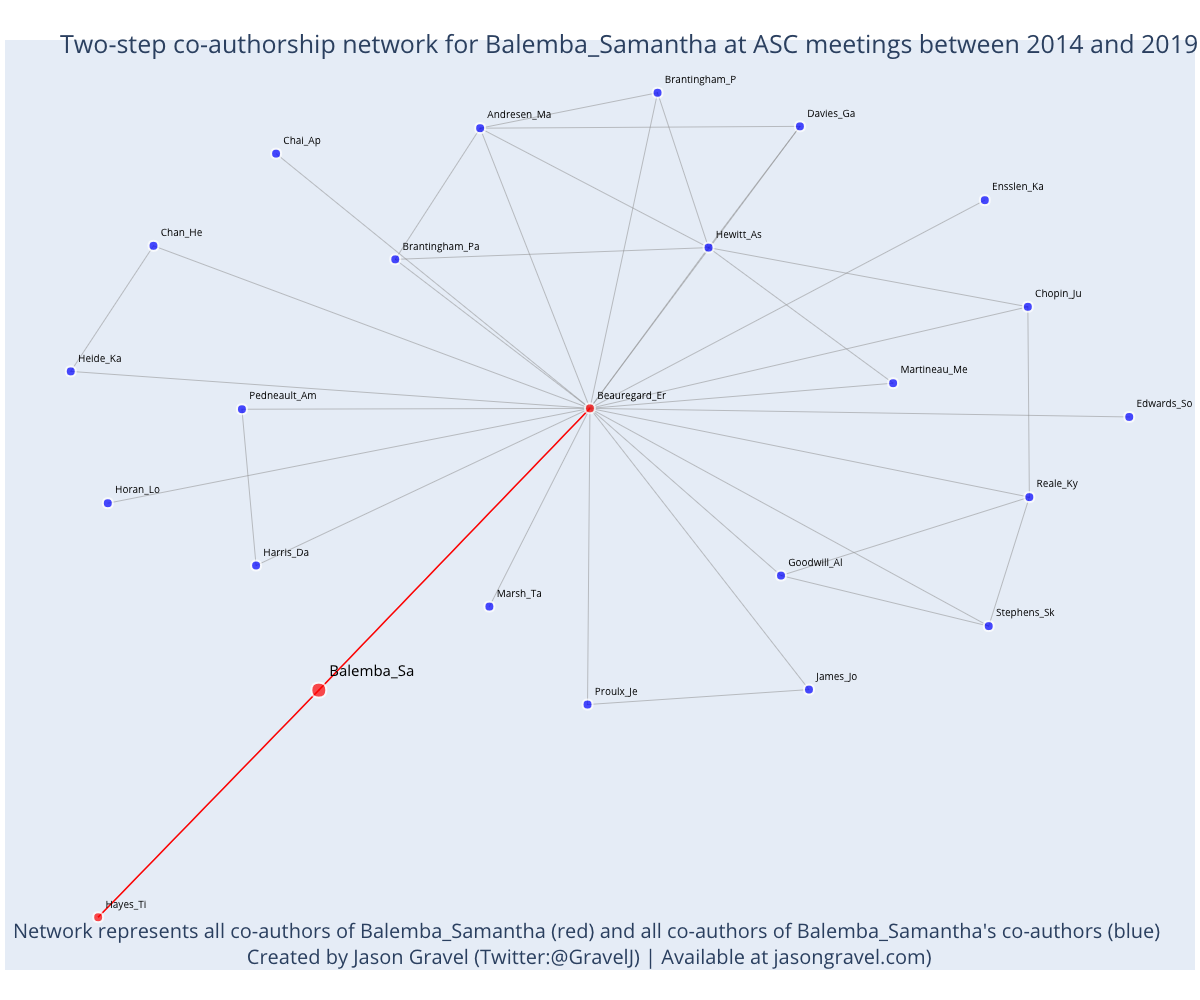 Two-step co-authorship network for Balemba_Samantha at ASC meetings between 2014 and 2019
Brantingham_P
Andresen_Ma
Davies_Ga
Chai_Ap
Ensslen_Ka
Chan_He
Hewitt_As
Brantingham_Pa
Chopin_Ju
Heide_Ka
Martineau_Me
Pedneault_Am
Beauregard_Er
Edwards_So
Horan_Lo
Reale_Ky
Harris_Da
Goodwill_Al
Marsh_Ta
Stephens_Sk
Balemba_Sa
James_Jo
Proulx_Je
Hayes_Ti
Network represents all co-authors of Balemba_Samantha (red) and all co-authors of Balemba_Samantha's co-authors (blue)
Created by Jason Gravel (Twitter:@GravelJ) | Available at jasongravel.com)